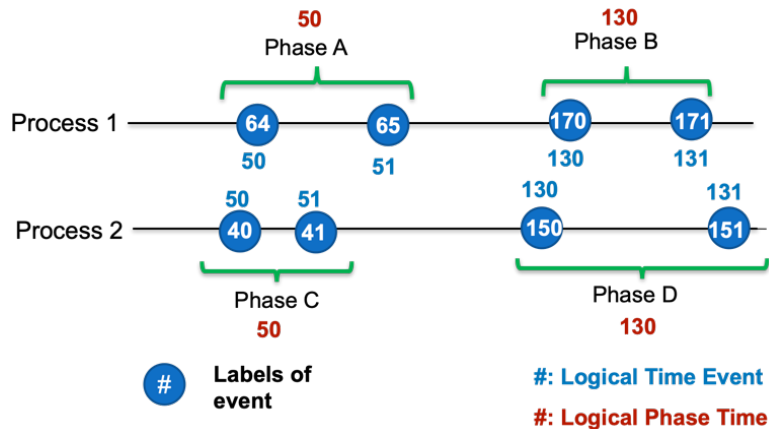 50
130
Phase A
Phase B
Process 1
64
65
170
171
50
51
130
131
50
51
130
131
Process 2
40
41
150
151
Phase C
Phase D
50
130
#
Labels of
event
#: Logical Time Event
#: Logical Phase Time